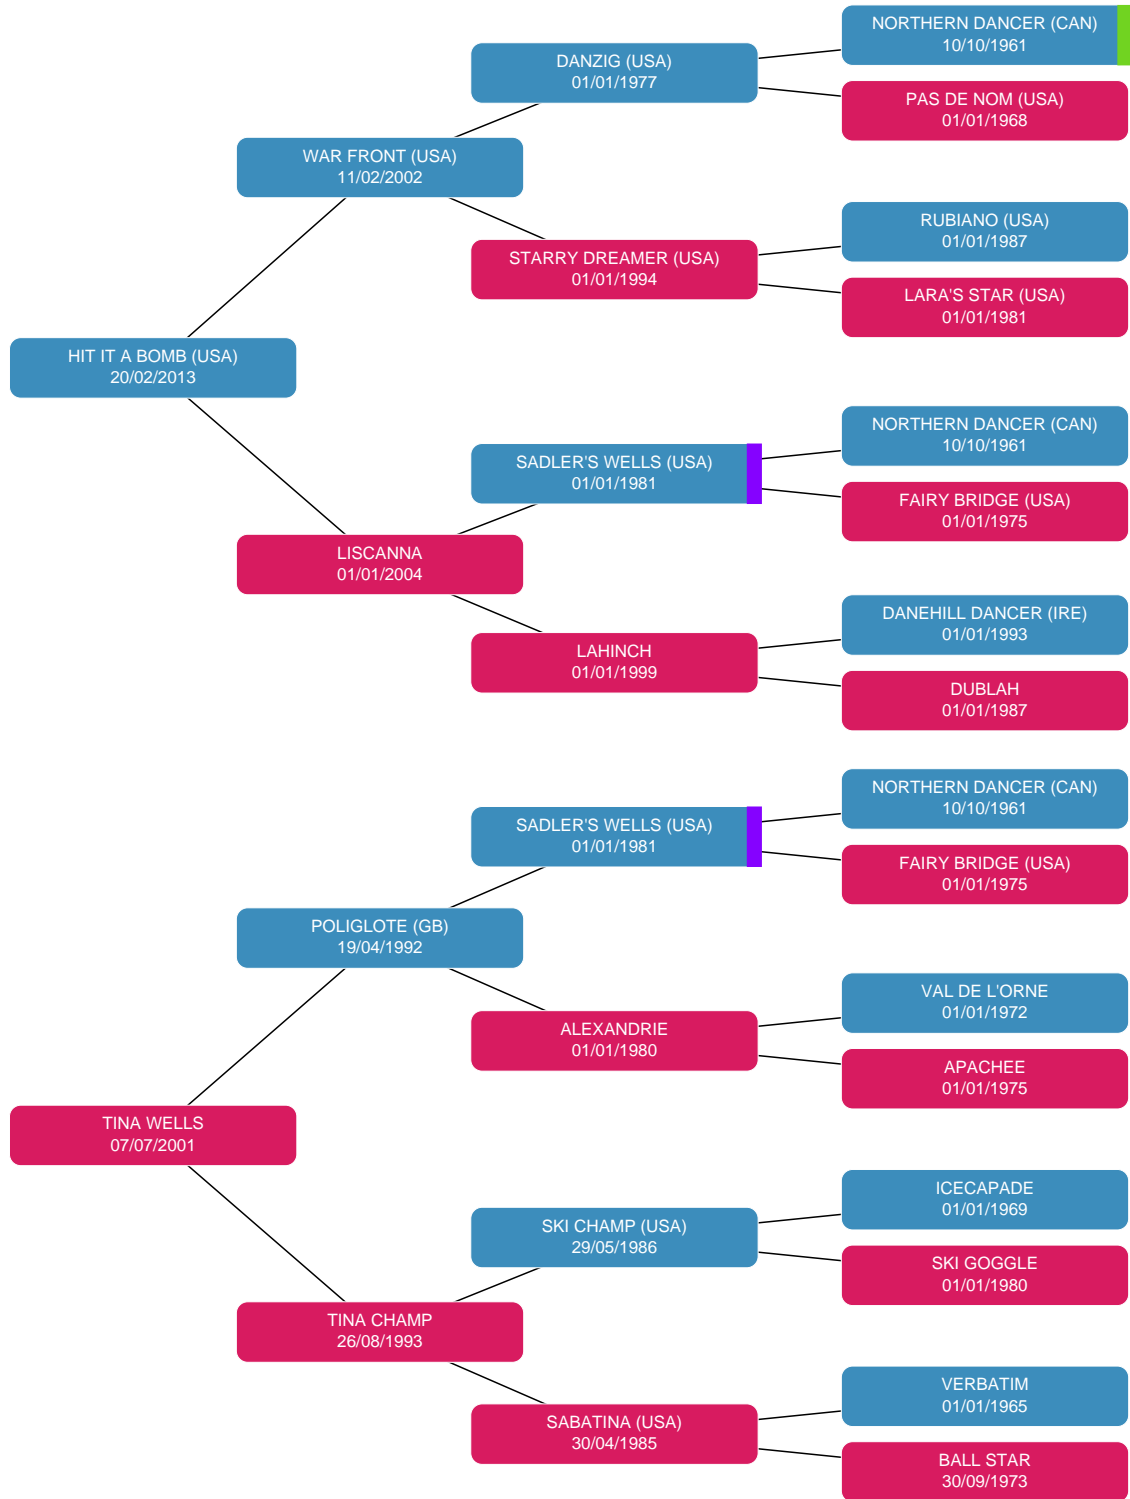 NORTHERN DANCER (CAN)
10/10/1961
DANZIG (USA)
01/01/1977
PAS DE NOM (USA)
01/01/1968
WAR FRONT (USA)
11/02/2002
RUBIANO (USA)
01/01/1987
STARRY DREAMER (USA)
01/01/1994
LARA'S STAR (USA)
01/01/1981
HIT IT A BOMB (USA)
20/02/2013
NORTHERN DANCER (CAN)
10/10/1961
SADLER'S WELLS (USA)
01/01/1981
FAIRY BRIDGE (USA)
01/01/1975
LISCANNA
01/01/2004
DANEHILL DANCER (IRE)
01/01/1993
LAHINCH
01/01/1999
DUBLAH
01/01/1987
NORTHERN DANCER (CAN)
10/10/1961
SADLER'S WELLS (USA)
01/01/1981
FAIRY BRIDGE (USA)
01/01/1975
POLIGLOTE (GB)
19/04/1992
VAL DE L'ORNE
01/01/1972
ALEXANDRIE
01/01/1980
APACHEE
01/01/1975
TINA WELLS
07/07/2001
ICECAPADE
01/01/1969
SKI CHAMP (USA)
29/05/1986
SKI GOGGLE
01/01/1980
TINA CHAMP
26/08/1993
VERBATIM
01/01/1965
SABATINA (USA)
30/04/1985
BALL STAR
30/09/1973